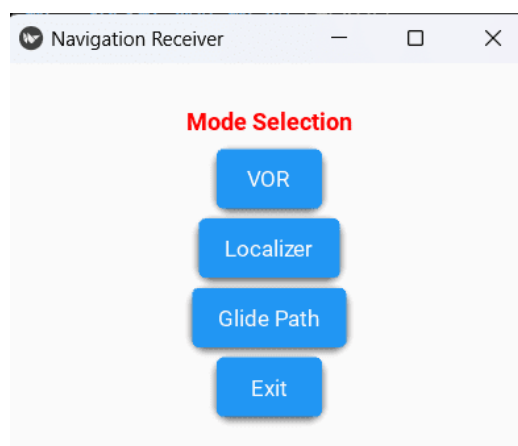 Navigation Receiver
Mode Selection
VOR
Localizer
Glide Path
Exit